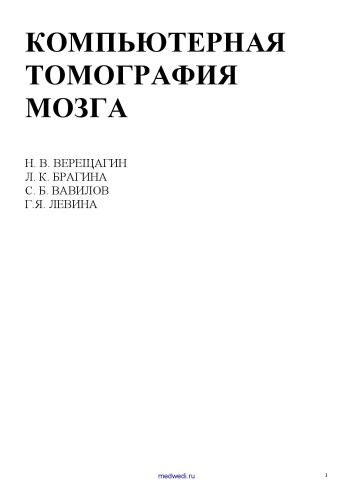 КОМПЬЮТЕРНАЯ
ТОМОГРАФИЯ
МОЗГА
Н. В. ВЕРЕЩАГИН
Л. К. БРАГИНА
С. Б. ВАВИЛОВ
Г.Я. ЛЕВИНА
medwedi.ru
1